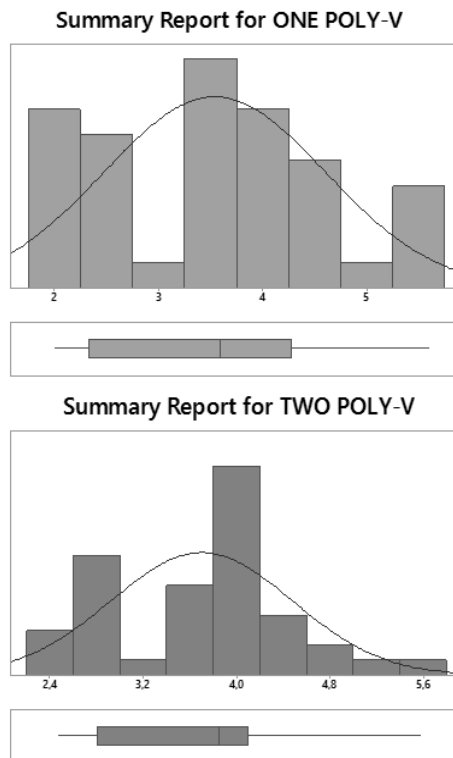 Summary Report for ONE POLY-V
2 3 4 5
Summary Report for TWO POLY-V
2,4 3,2 4,0 4,8 5,6